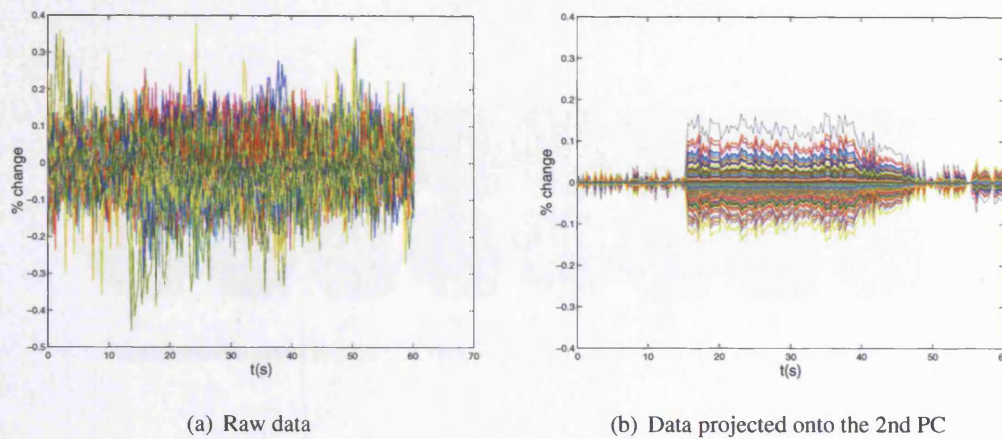 0.4
0.3
0.2
0.1
0
-0.1
-0.2
-0.3
-0.4
-0.5
% change
0 10 20 30 40 50 60 70
t(s)
(a) Raw data
0.4
0.3
0.2
0.1
0
-0.1
-0.2
-0.3
-0.4
% change
0 10 20 30 40 50 60
t(s)
(b) Data projected onto the 2nd PC